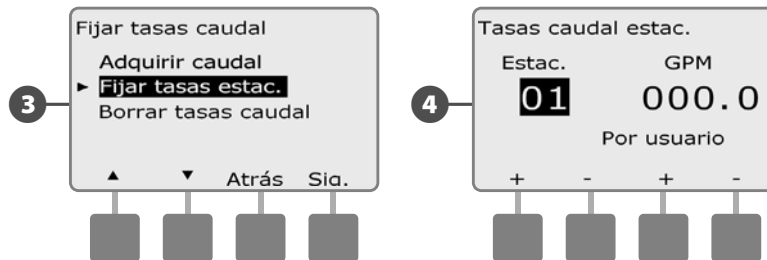 Fijar tasas caudal
Adquirir caudal
► Fijar tasas estac.
Borrar tasas caudal
▲ ▼ Atrás Sig.
3
Tasas caudal estac.
Estac. GPM
01 000.0
Por usuario
+ - + -
4